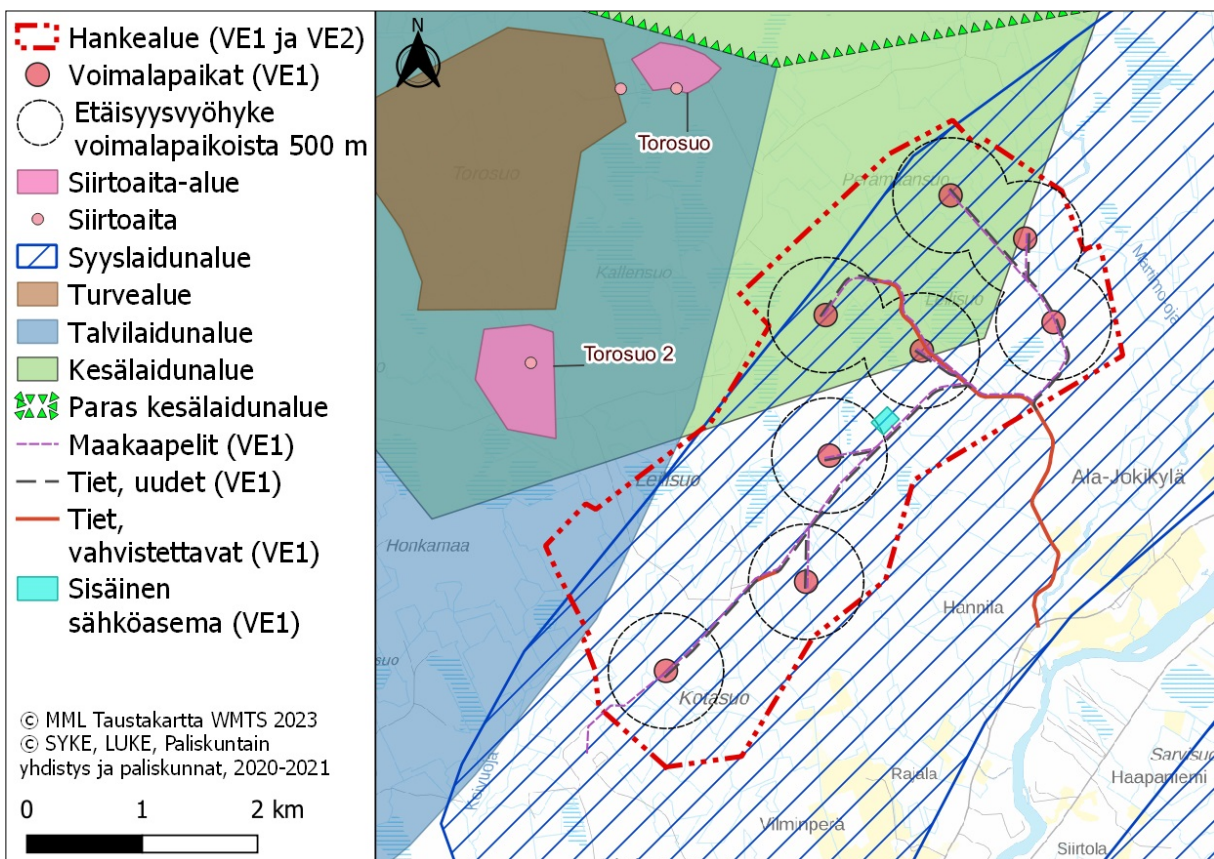 Hankealue (VE1 ja VE2)
Voimalapaikat (VE1)
Etäisyysvyöhyke
voimalapaikoista 500 m
Siirtoaita-alue
Siirtoaita
Syyslaidunalue
Turvealue
Talvilaidunalue
Kesälaidunalue
Paras kesälaidunalue
Maakaapelit (VE1)
Tiet, uudet (VE1)
Tiet,
vahvistettavat (VE1)
Sisäinen
sähköasema (VE1)
© MML Taustakartta WMTS 2023
© SYKE, LUKE, Paliskuntain
yhdistys ja paliskunnat, 2020-2021
0 1 2 km
N
Torosuo
Torosuo
Perämaansuo
Kallensuo
Torosuo 2
Honkamaa
Ala-Jokikylä
Hannila
Kotasuo
Rajala
Vilminperä
Sarvisuo
Haapaniemi
Siirtola
suo